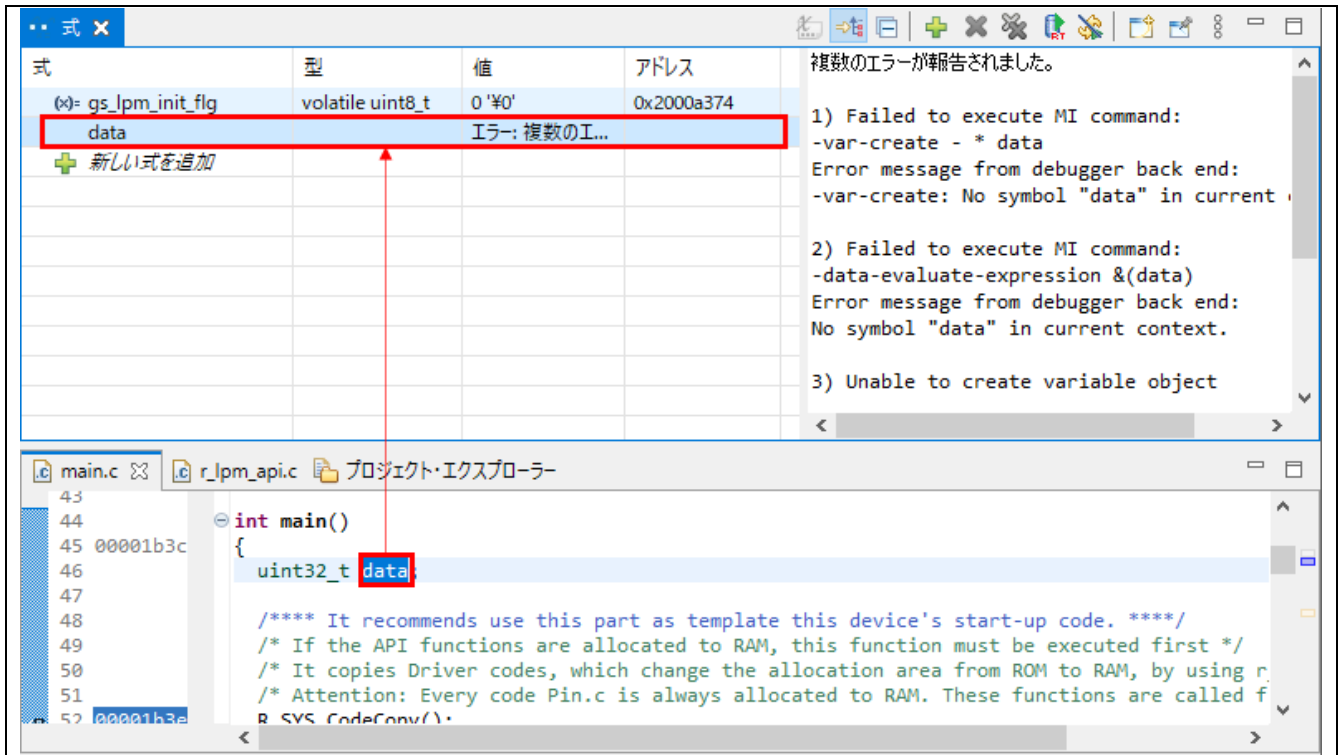 式
式 型 値 アドレス
(x)= gs_lpm_init_flg volatile uint8_t 0 '¥0' 0x2000a374
data エラー: 複数のエ...
新しい式を追加
複数のエラーが報告されました。
1) Failed to execute MI command:
-var-create - * data
Error message from debugger back end:
-var-create: No symbol "data" in current
2) Failed to execute MI command:
-data-evaluate-expression &(data)
Error message from debugger back end:
No symbol "data" in current context.
3) Unable to create variable object
main.c r_lpm_api.c プロジェクト・エクスプローラー
43
44 int main()
45 00001b3c {
46 uint32_t data;
47
48 /**** It recommends use this part as template this device's start-up code. ****/
49 /* If the API functions are allocated to RAM, this function must be executed first */
50 /* It copies Driver codes, which change the allocation area from ROM to RAM, by using r
51 /* Attention: Every code Pin.c is always allocated to RAM. These functions are called f
52 00001b3e R_SYS_CodeCopy();